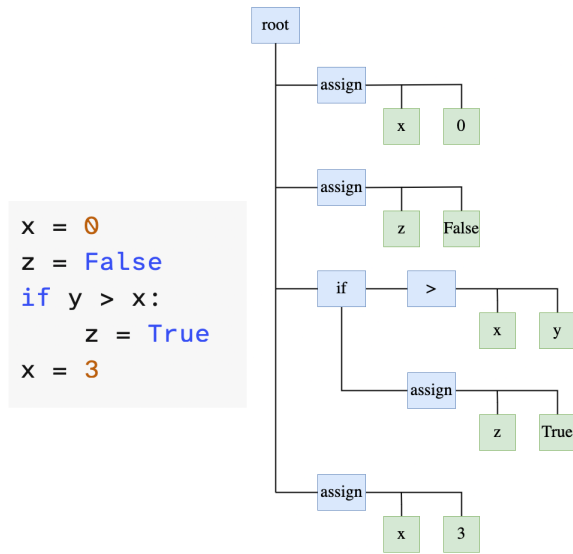 x = 0
z = False
if y > x:
    z = True
x = 3
root
assign
x 0
assign
z False
if >
x y
assign
z True
assign
x 3